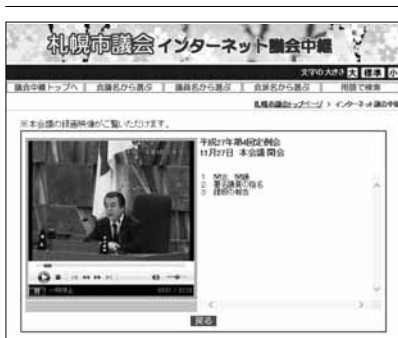 札幌市議会 インターネット議会中継
文字の大きさ 大 標準 小
議会中継トップへ 会議名から選ぶ 議員名から選ぶ 会派名から選ぶ 用語で検索
札幌市議会トップページ > インターネット議会中継
※本会議の録画映像がご覧いただけます。
平成27年第4回定例会
11月27日 本会議 開会
1 開会、開議
2 署名議員の指名
3 諸般の報告
一時停止
戻る